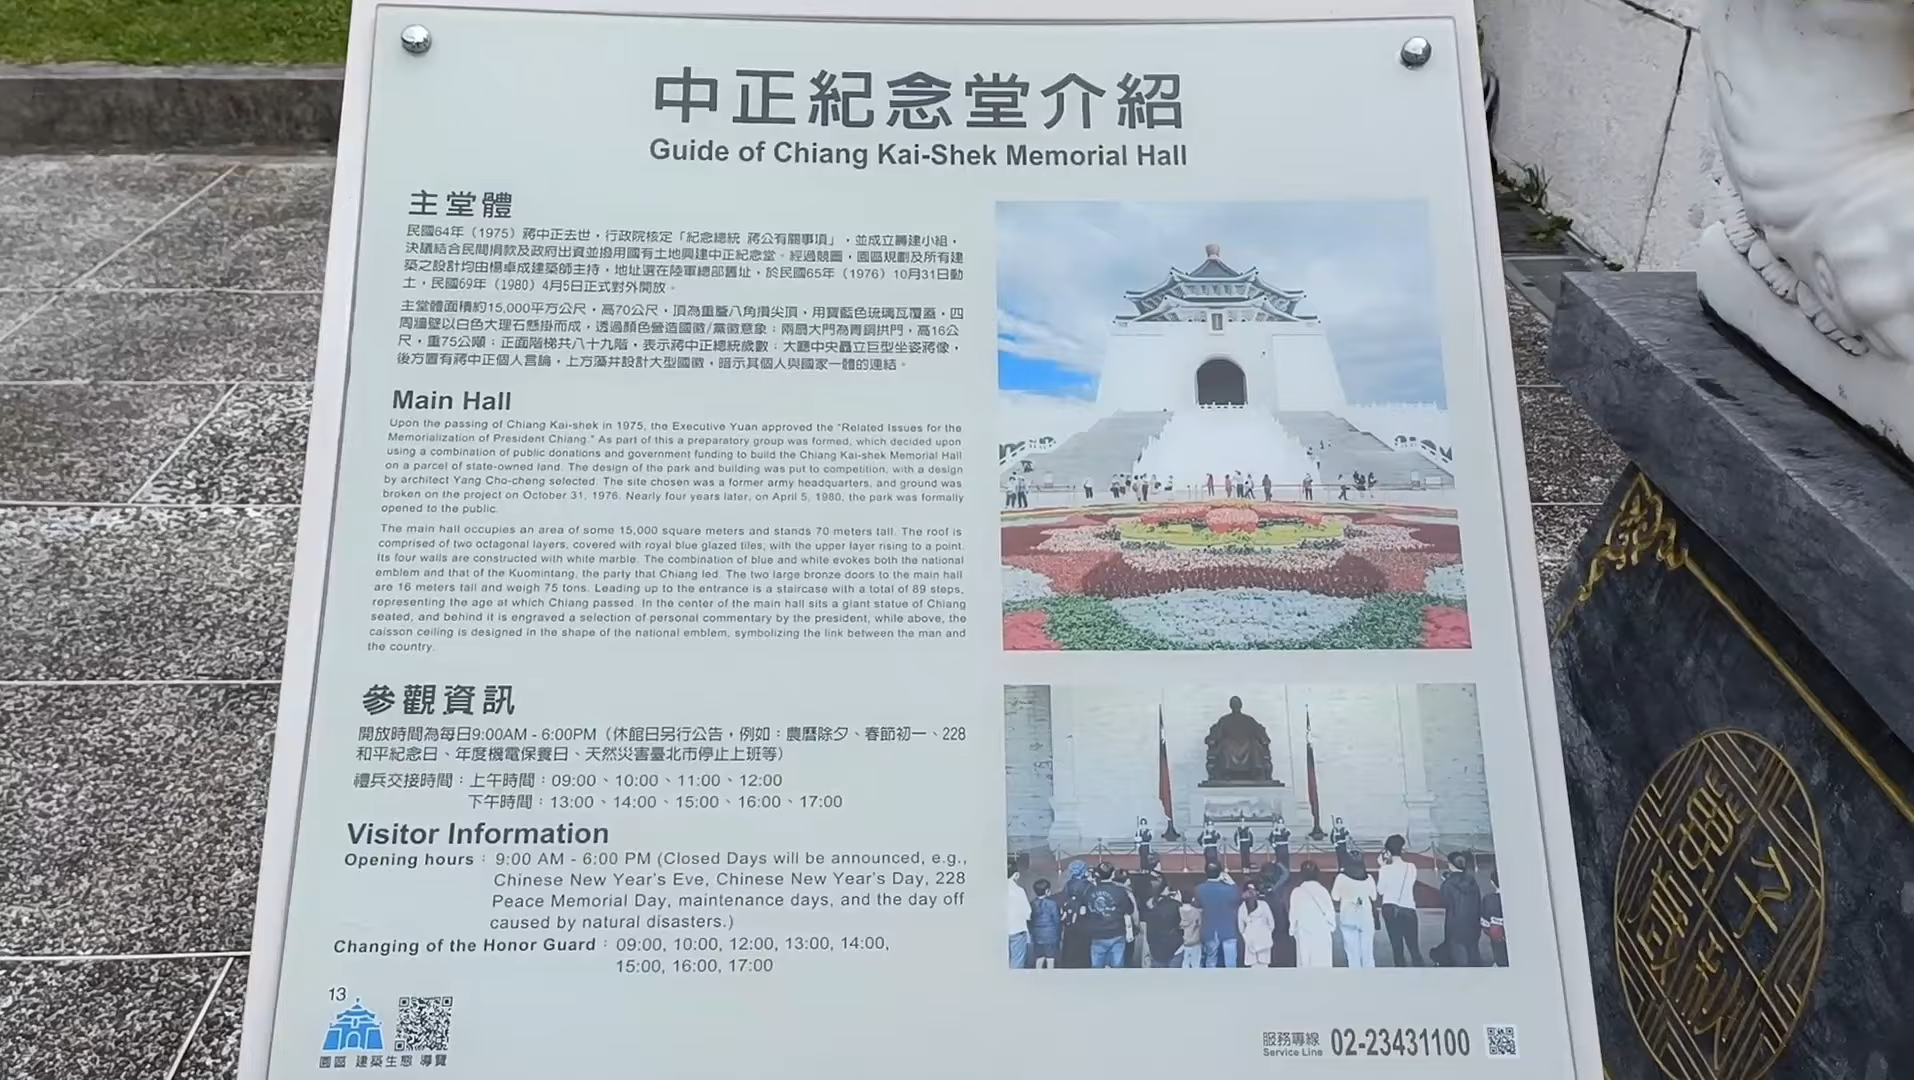 中正紀念堂介紹
Guide of Chiang Kai-Shek Memorial Hall
主堂體
民國64年（1975）蔣中正去世，行政院核定「紀念總統 蔣公有關事項」，並成立籌建小組，
決議結合民間捐款及政府出資並撥用國有土地興建中正紀念堂。經過競圖，園區規劃及所有建
築之設計均由楊卓成建築師主持，地址選在陸軍總部舊址，於民國65年（1976）10月31日動
土，民國69年（1980）4月5日正式對外開放。
主堂體面積約15,000平方公尺，高70公尺，頂為重簷八角攢尖頂，用寶藍色琉璃瓦覆蓋，四
周牆壁以白色大理石懸掛而成，透過顏色營造國徽/黨徽意象；兩扇大門為青銅拱門，高16公
尺，重75公噸；正面階梯共八十九階，表示蔣中正總統歲數；大廳中央矗立巨型坐姿蔣像，
後方置有蔣中正個人言論，上方藻井設計大型國徽，暗示其個人與國家一體的連結。
Main Hall
Upon the passing of Chiang Kai-shek in 1975, the Executive Yuan approved the "Related Issues for the
Memorialization of President Chiang." As part of this a preparatory group was formed, which decided upon
using a combination of public donations and government funding to build the Chiang Kai-shek Memorial Hall
on a parcel of state-owned land. The design of the park and building was put to competition, with a design
by architect Yang Cho-cheng selected. The site chosen was a former army headquarters, and ground was
broken on the project on October 31, 1976. Nearly four years later, on April 5, 1980, the park was formally
opened to the public.
The main hall occupies an area of some 15,000 square meters and stands 70 meters tall. The roof is
comprised of two octagonal layers, covered with royal blue glazed tiles, with the upper layer rising to a point.
Its four walls are constructed with white marble. The combination of blue and white evokes both the national
emblem and that of the Kuomintang, the party that Chiang led. The two large bronze doors to the main hall
are 16 meters tall and weigh 75 tons. Leading up to the entrance is a staircase with a total of 89 steps,
representing the age at which Chiang passed. In the center of the main hall sits a giant statue of Chiang
seated, and behind it is engraved a selection of personal commentary by the president, while above, the
caisson ceiling is designed in the shape of the national emblem, symbolizing the link between the man and
the country.
參觀資訊
開放時間為每日9:00AM - 6:00PM（休館日另行公告，例如：農曆除夕、春節初一、228
和平紀念日、年度機電保養日、天然災害臺北市停止上班等）
禮兵交接時間：上午時間：09:00、10:00、11:00、12:00
下午時間：13:00、14:00、15:00、16:00、17:00
Visitor Information
Opening hours：9:00 AM - 6:00 PM (Closed Days will be announced, e.g.,
Chinese New Year's Eve, Chinese New Year's Day, 228
Peace Memorial Day, maintenance days, and the day off
caused by natural disasters.)
Changing of the Honor Guard：09:00, 10:00, 12:00, 13:00, 14:00,
15:00, 16:00, 17:00
13
園區 建築生態 導覽
服務專線
Service Line 02-23431100